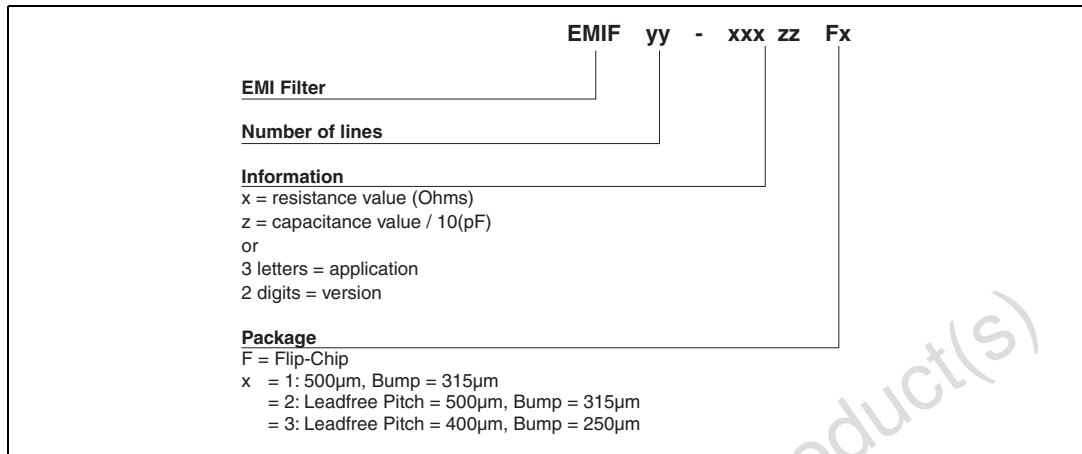 EMIF yy - xxx zz Fx
EMI Filter
Number of lines
Information
x = resistance value (Ohms)
z = capacitance value / 10(pF)
or
3 letters = application
2 digits = version
Package
F = Flip-Chip
x = 1: 500µm, Bump = 315µm
= 2: Leadfree Pitch = 500µm, Bump = 315µm
= 3: Leadfree Pitch = 400µm, Bump = 250µm